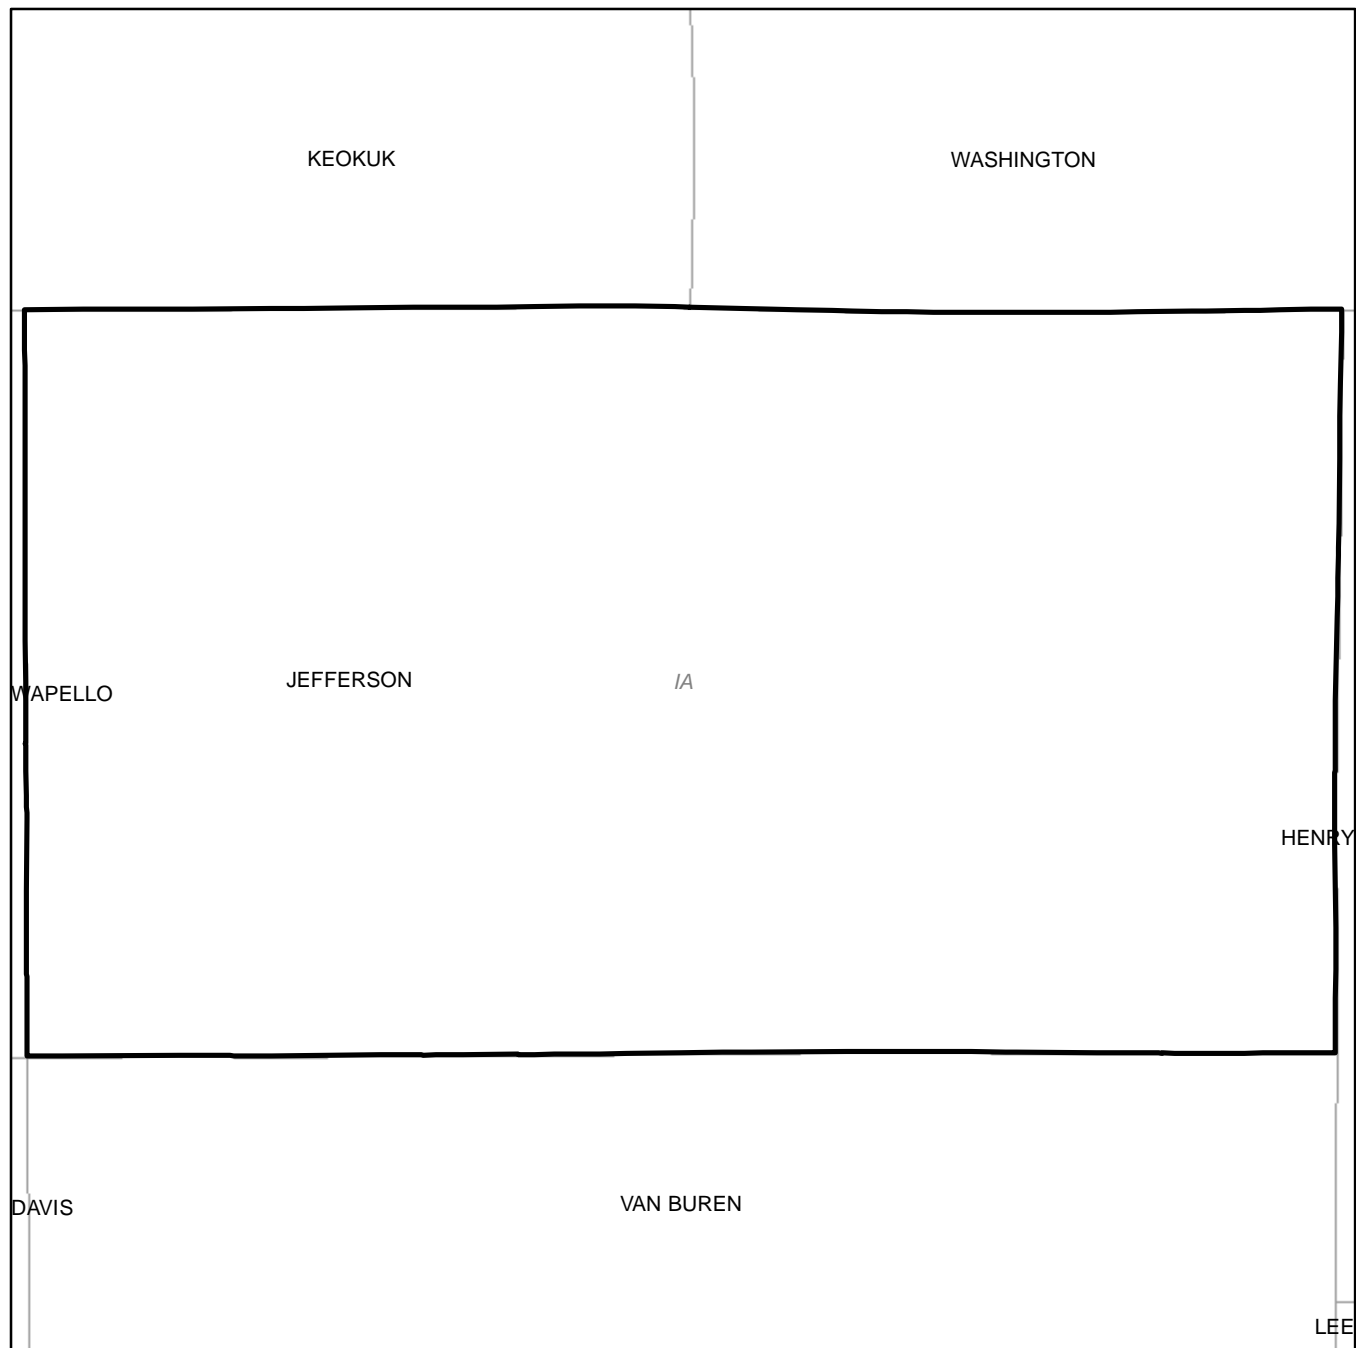 KEOKUK
WASHINGTON
JEFFERSON
IA
WAPELLO
HENRY
VAN BUREN
DAVIS
LEE